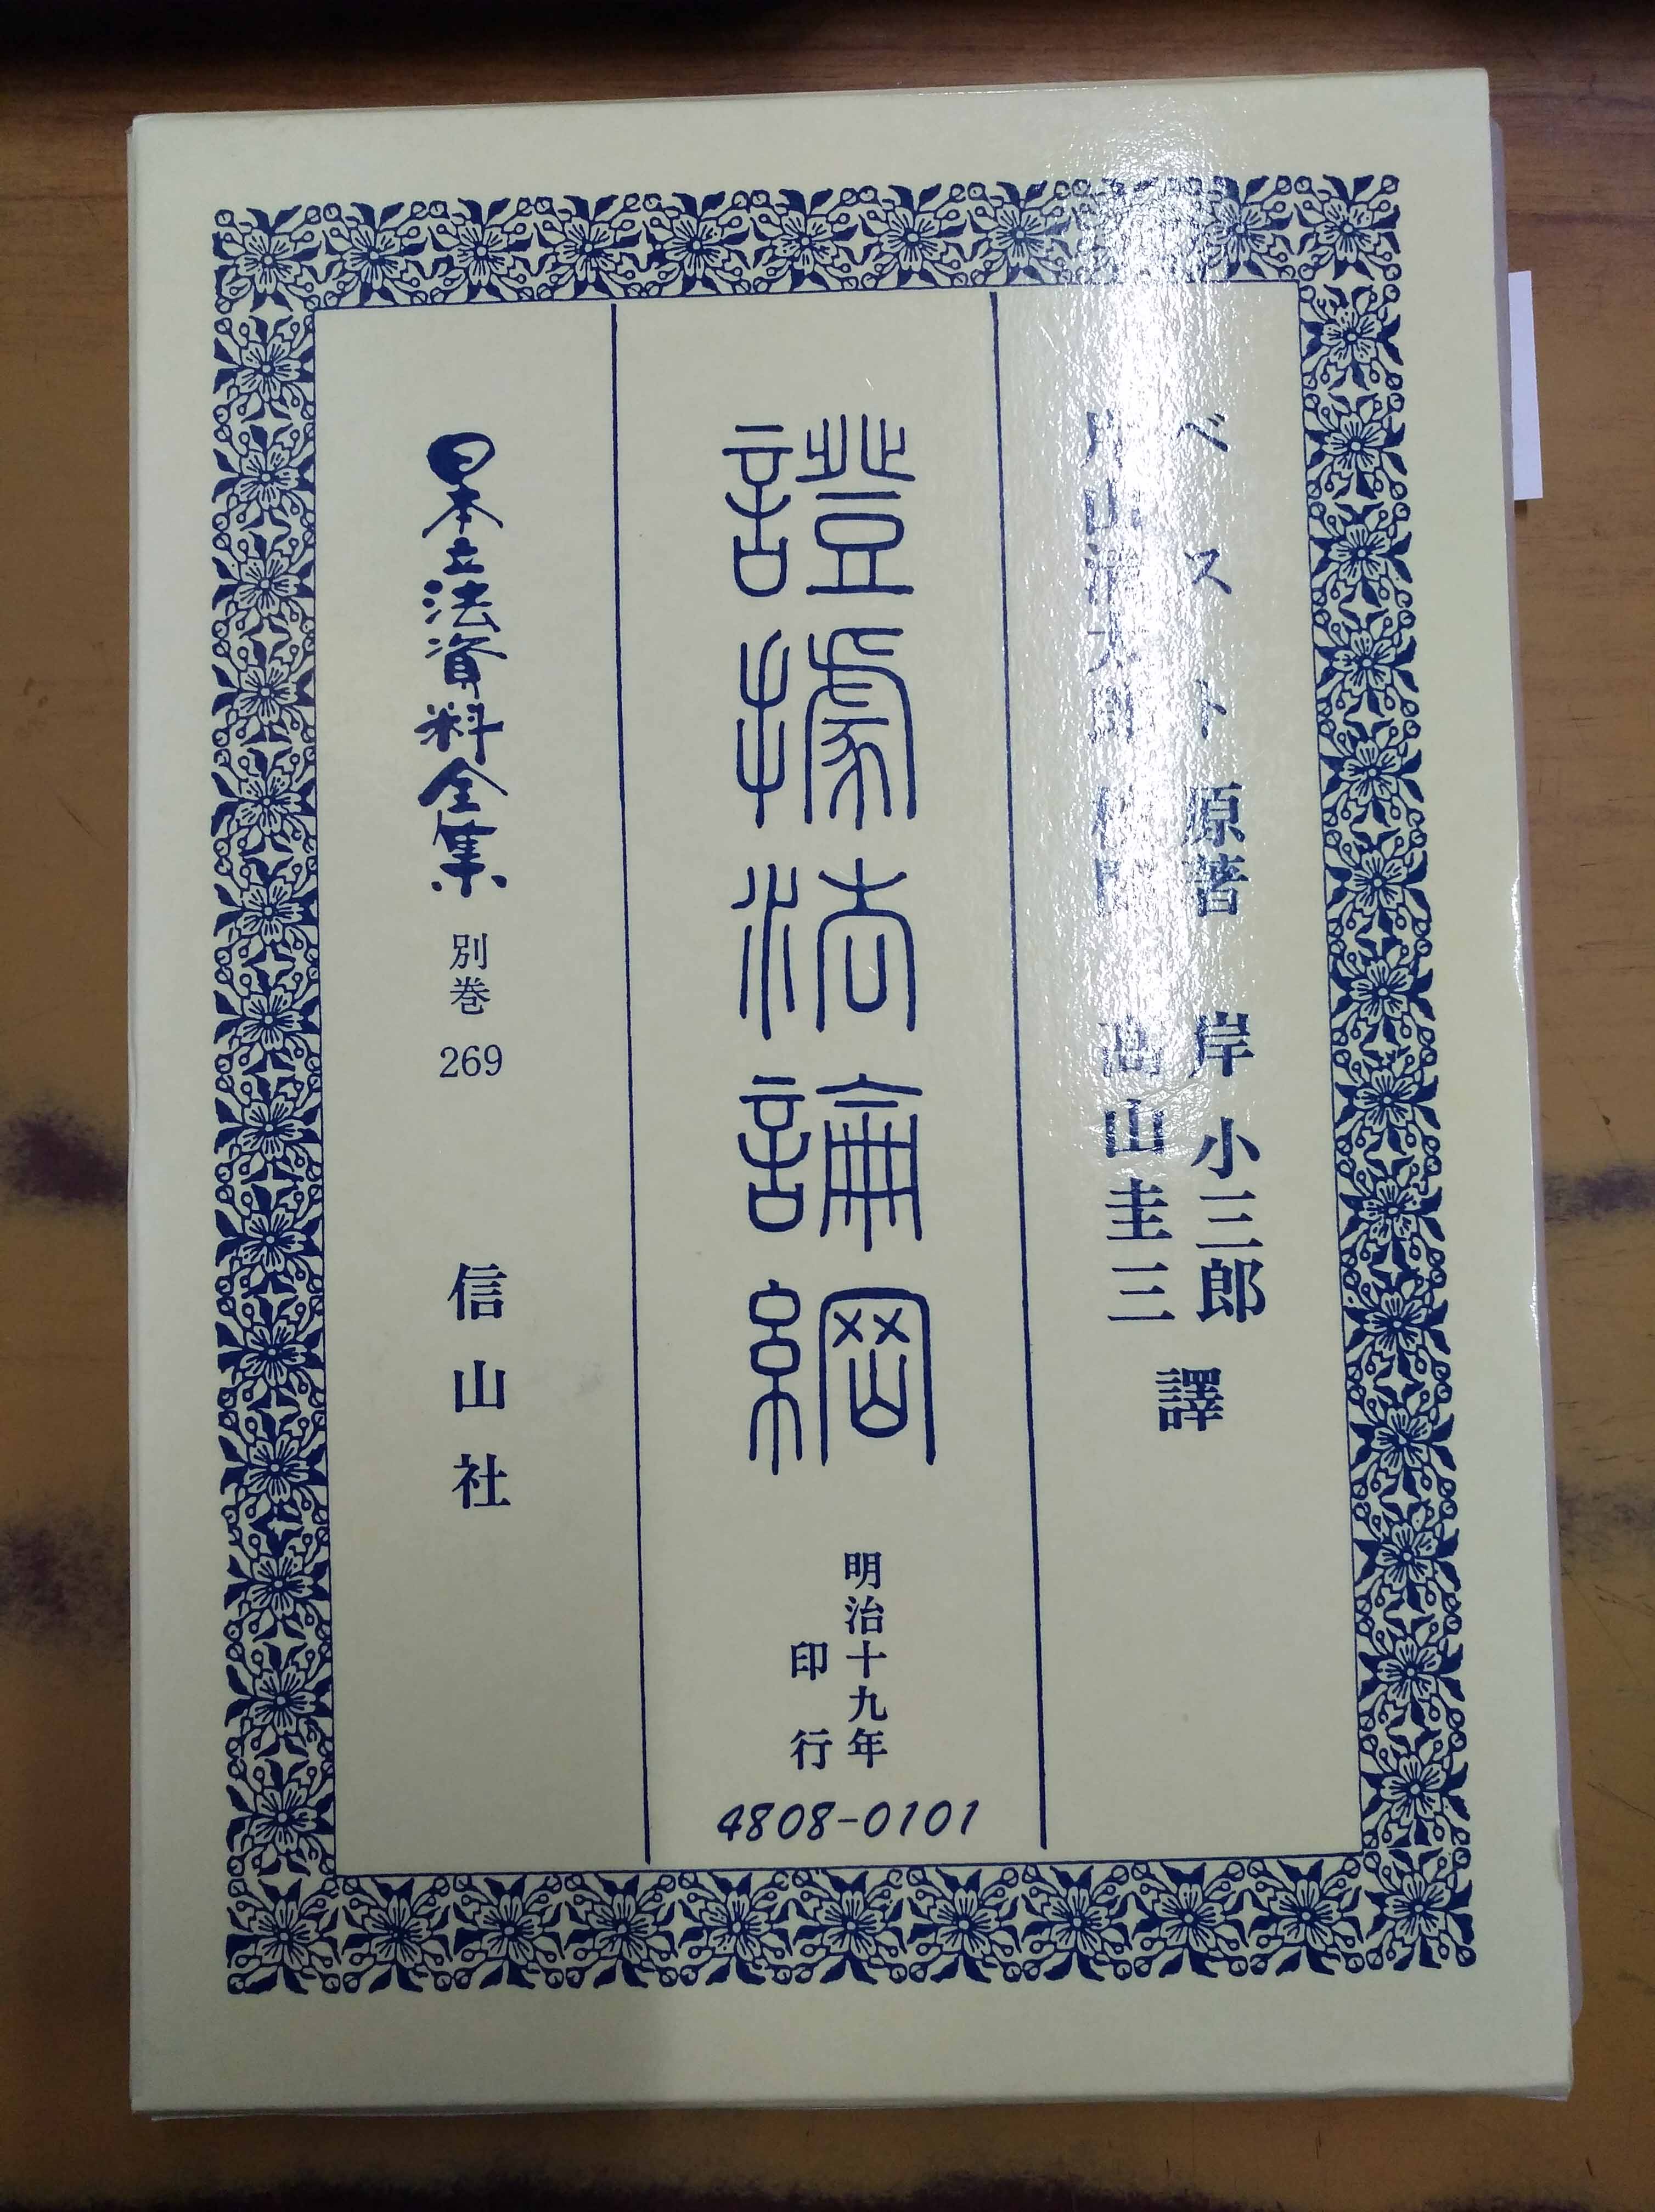 ベスト原著　岸小三郎
片山清太郎校閲　高山圭三
譯
證據法論綱
明治十九年
印行
4808-0101
日本立法資料全集 別巻 269　信山社